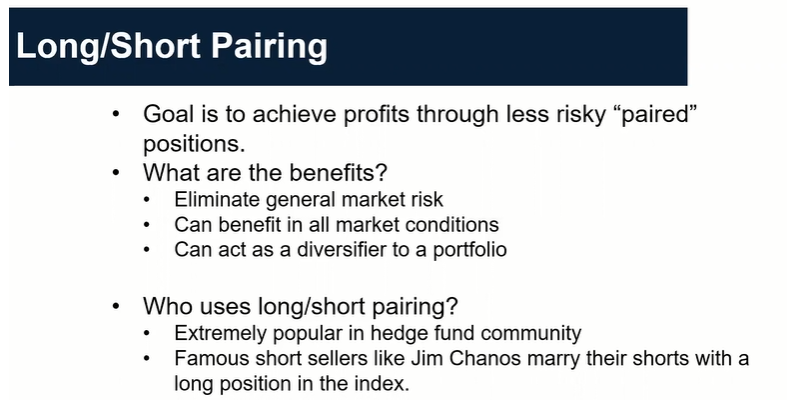 Long/Short Pairing
• Goal is to achieve profits through less risky “paired”
positions.
• What are the benefits?
• Eliminate general market risk
• Can benefit in all market conditions
• Can act as a diversifier to a portfolio
• Who uses long/short pairing?
• Extremely popular in hedge fund community
• Famous short sellers like Jim Chanos marry their shorts with a
long position in the index.